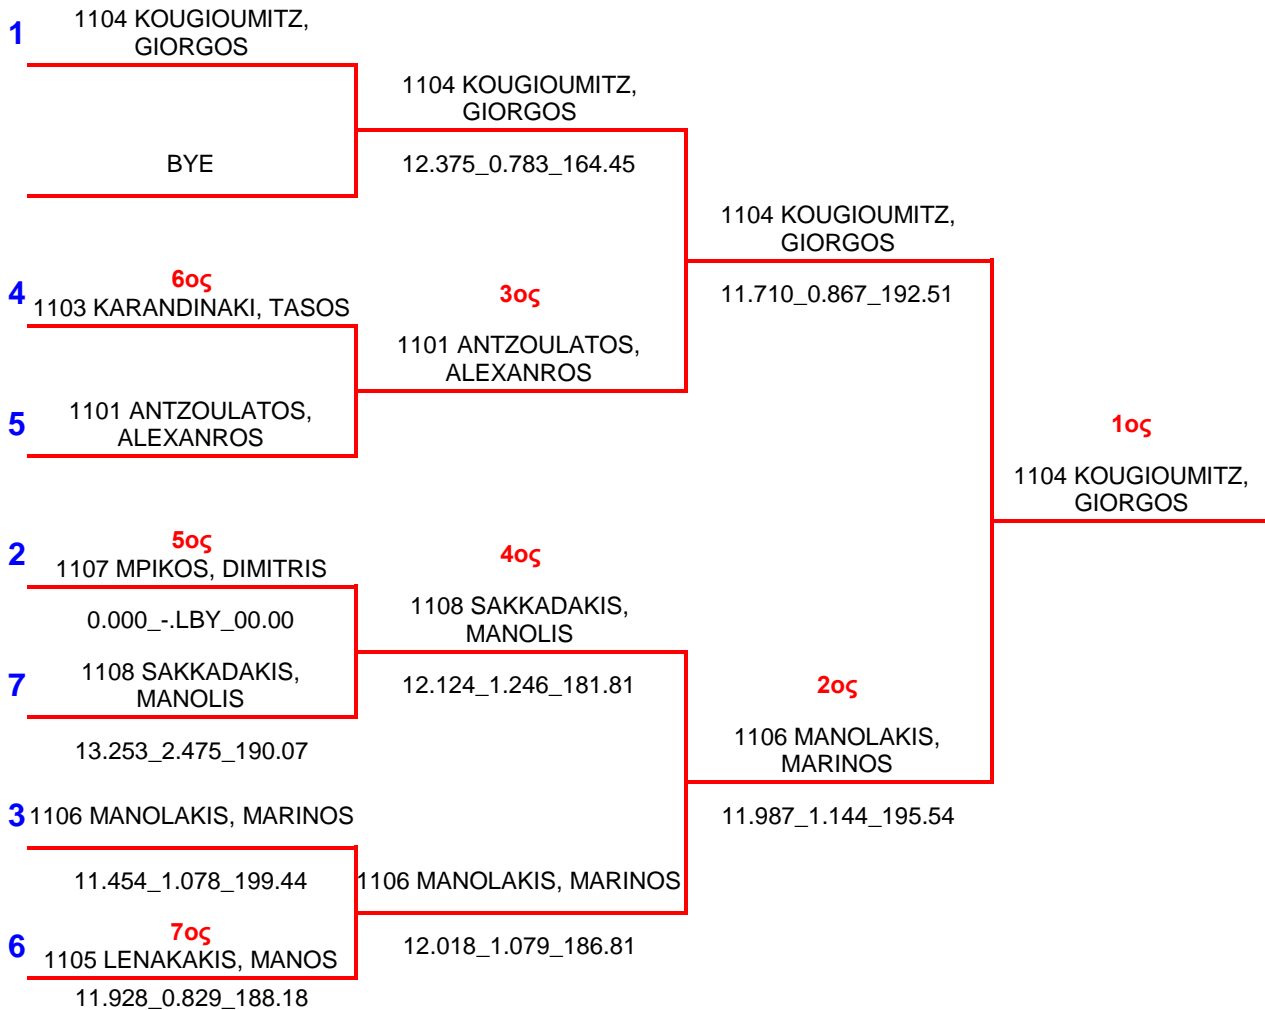 1
1104 KOUGIOUMITZ,
GIORGOS
BYE
1104 KOUGIOUMITZ,
GIORGOS
12.375_0.783_164.45
4
6ος
1103 KARANDINAKI, TASOS
5
1101 ANTZOULATOS,
ALEXANROS
3ος
1101 ANTZOULATOS,
ALEXANROS
1104 KOUGIOUMITZ,
GIORGOS
11.710_0.867_192.51
1ος
1104 KOUGIOUMITZ,
GIORGOS
2
5ος
1107 MPIKOS, DIMITRIS
0.000_-.LBY_00.00
7
1108 SAKKADAKIS,
MANOLIS
13.253_2.475_190.07
4ος
1108 SAKKADAKIS,
MANOLIS
12.124_1.246_181.81
2ος
1106 MANOLAKIS,
MARINOS
11.987_1.144_195.54
3
1106 MANOLAKIS, MARINOS
11.454_1.078_199.44
1106 MANOLAKIS, MARINOS
12.018_1.079_186.81
6
7ος
1105 LENAKAKIS, MANOS
11.928_0.829_188.18